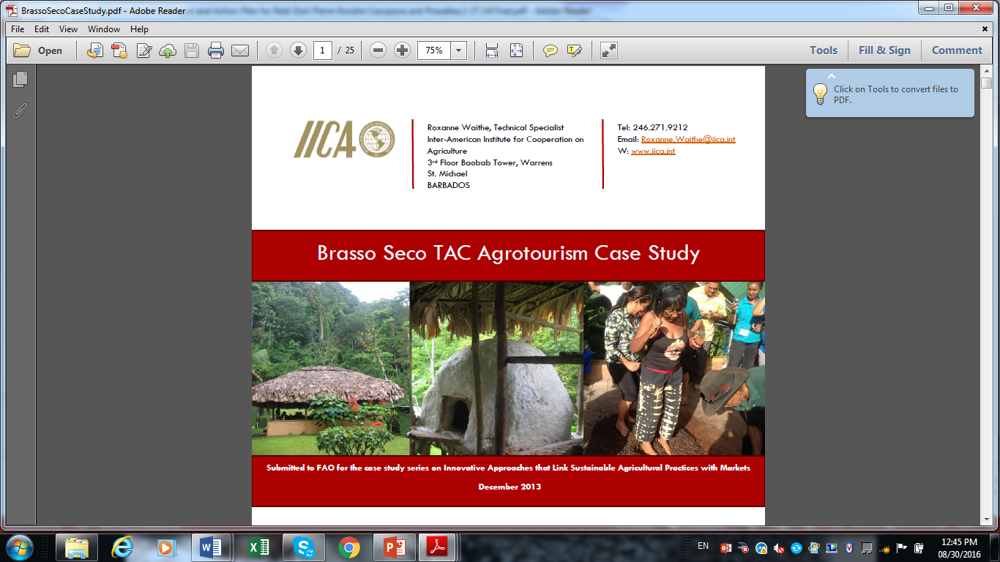 BrassoSecoCaseStudy.pdf - Adobe Reader
File Edit View Window Help
Open 1 / 25 75% Tools Fill & Sign Comment
Click on Tools to convert files to
PDF.
IICA
Roxanne Waithe, Technical Specialist
Inter-American Institute for Cooperation on
Agriculture
3rd Floor Baobab Tower, Warrens
St. Michael
BARBADOS
Tel: 246.271.9212
Email: Roxanne.Waithe@iica.int
W: www.iica.int
Brasso Seco TAC Agrotourism Case Study
Submitted to FAO for the case study series on Innovative Approaches that Link Sustainable Agricultural Practices with Markets
December 2013
EN
12:45 PM
08/30/2016